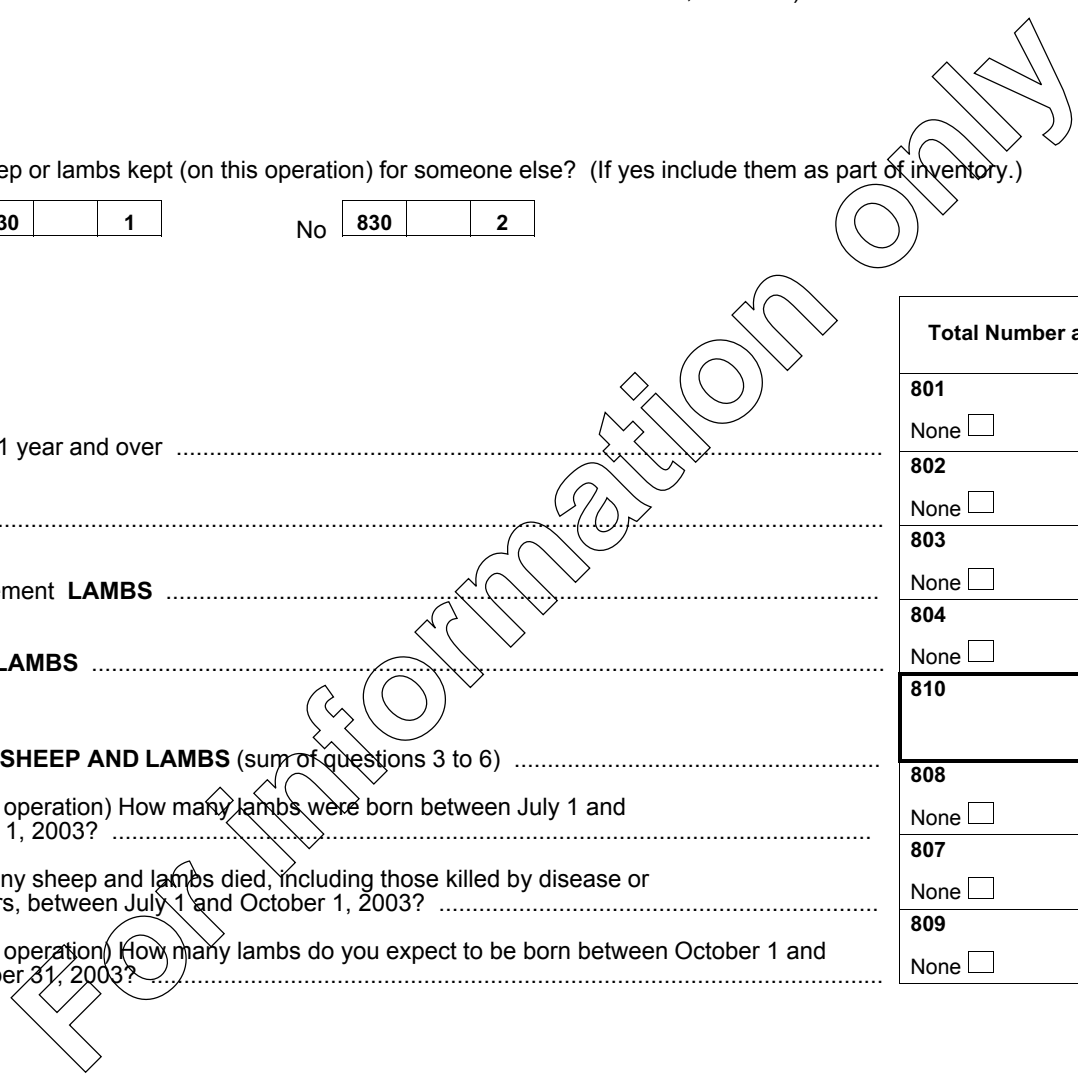 ep or lambs kept (on this operation) for someone else? (If yes include them as part of inventory.)
30 1 No 830 2
Total Number a
801
None
1 year and over ....................
802
None
803
None
ement LAMBS ....................
804
None
LAMBS ....................
810
SHEEP AND LAMBS (sum of questions 3 to 6) ....................
808
operation) How many lambs were born between July 1 and
None
1, 2003? ....................
807
ny sheep and lambs died, including those killed by disease or
None
rs, between July 1 and October 1, 2003? ....................
809
operation) How many lambs do you expect to be born between October 1 and
None
er 31, 2003? ....................
For information only